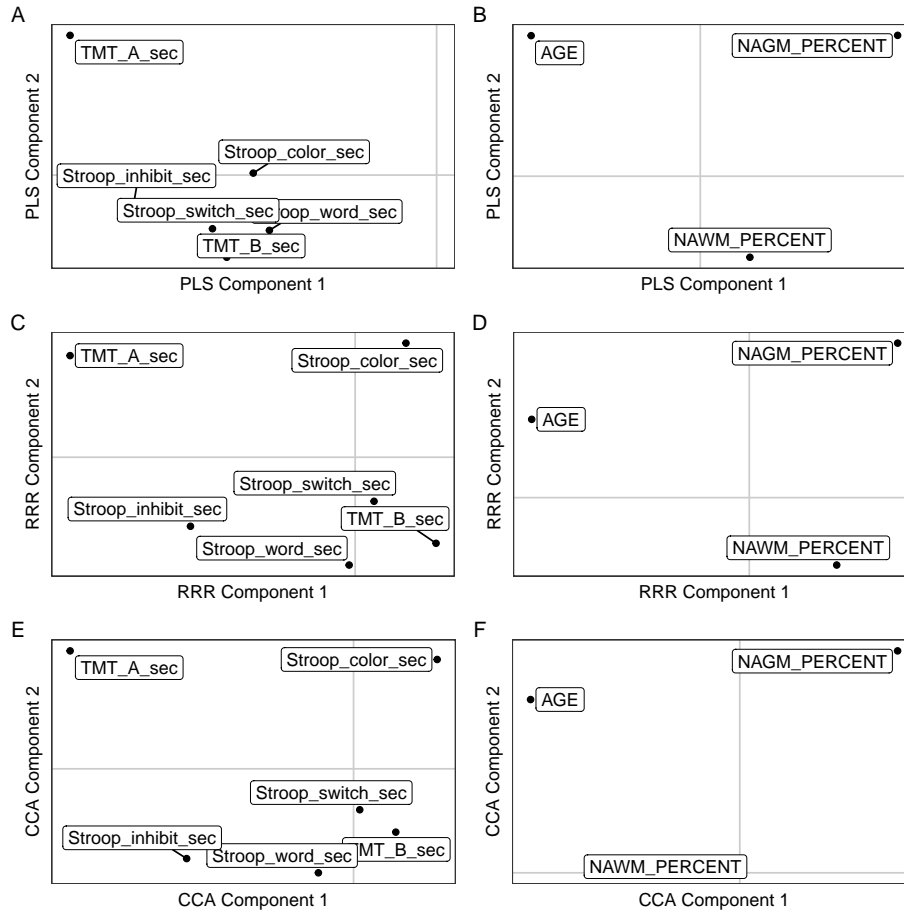 A
TMT_A_sec
Stroop_color_sec
Stroop_inhibit_sec
Stroop_switch_sec
Stroop_word_sec
TMT_B_sec
PLS Component 2
PLS Component 1
B
AGE
NAGM_PERCENT
NAWM_PERCENT
PLS Component 2
PLS Component 1
C
TMT_A_sec
Stroop_color_sec
Stroop_switch_sec
Stroop_inhibit_sec
TMT_B_sec
Stroop_word_sec
RRR Component 2
RRR Component 1
D
NAGM_PERCENT
AGE
NAWM_PERCENT
RRR Component 2
RRR Component 1
E
TMT_A_sec
Stroop_color_sec
Stroop_switch_sec
Stroop_inhibit_sec
TMT_B_sec
Stroop_word_sec
CCA Component 2
CCA Component 1
F
NAGM_PERCENT
AGE
NAWM_PERCENT
CCA Component 2
CCA Component 1